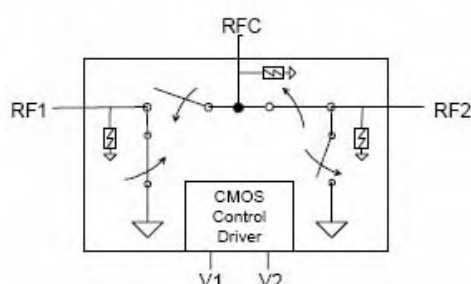 RFC
RF1
RF2
CMOS
Control
Driver
V1
V2